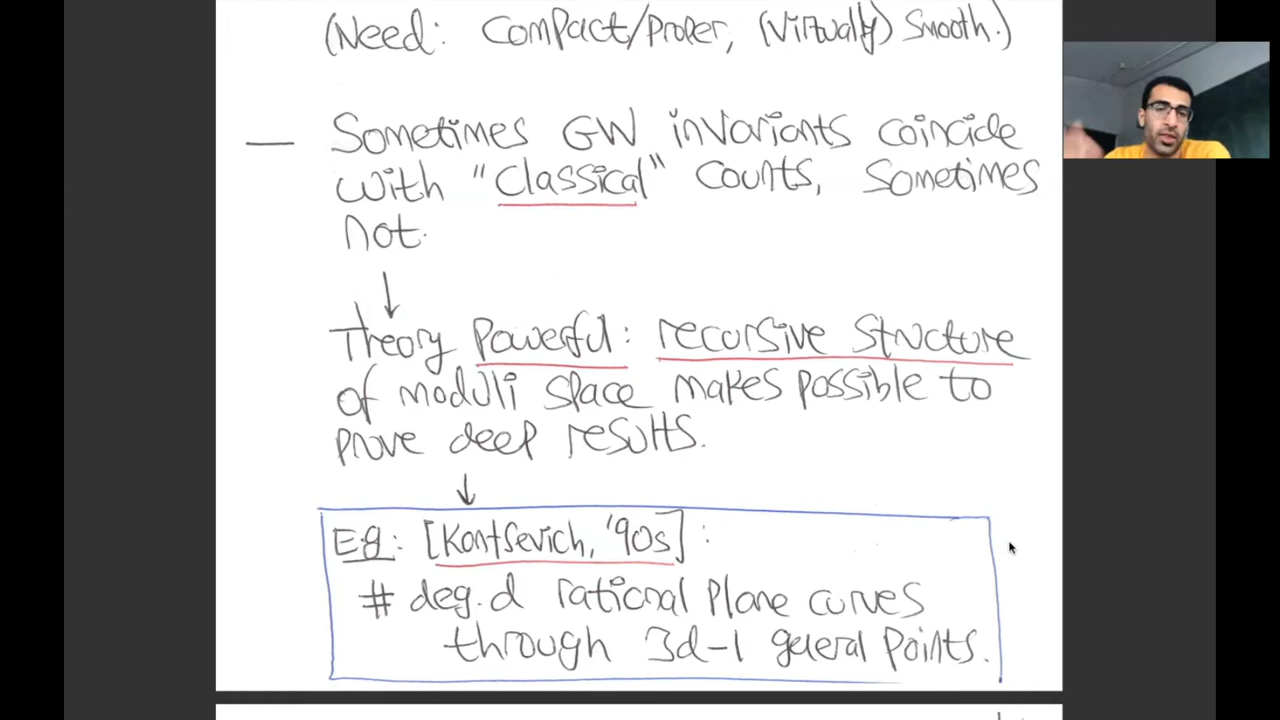 (Need: Compact/Proper, (Virtually) Smooth.)
— Sometimes GW invariants coincide
with "Classical" counts, Sometimes
not.
↓
Theory Powerful: recursive structure
of moduli space makes possible to
prove deep results.
↓
E.g.: [Kontsevich, '90s]:
# deg. d rational Plane curves
through 3d-1 general Points.